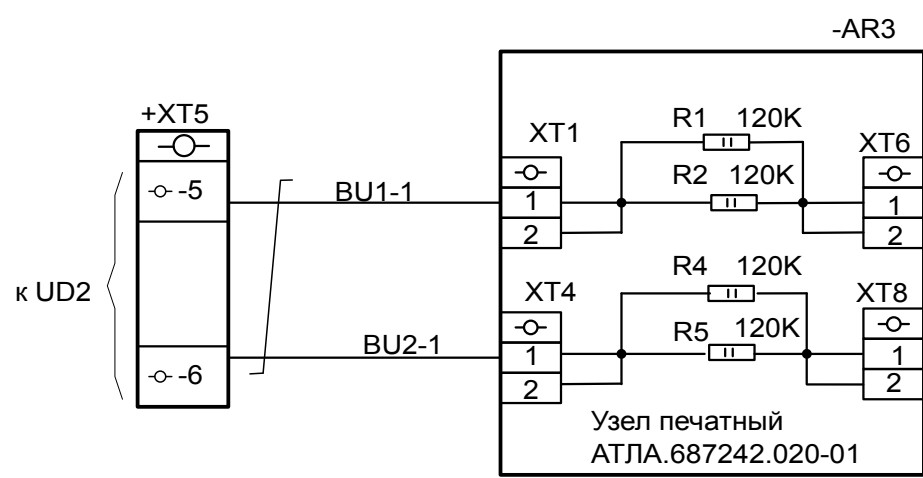 -AR3
+XT5
-5
-6
к UD2
BU1-1
BU2-1
XT1
1
2
R1 120K
R2 120K
XT6
1
2
XT4
1
2
R4 120K
R5 120K
XT8
1
2
Узел печатный
АТЛА.687242.020-01